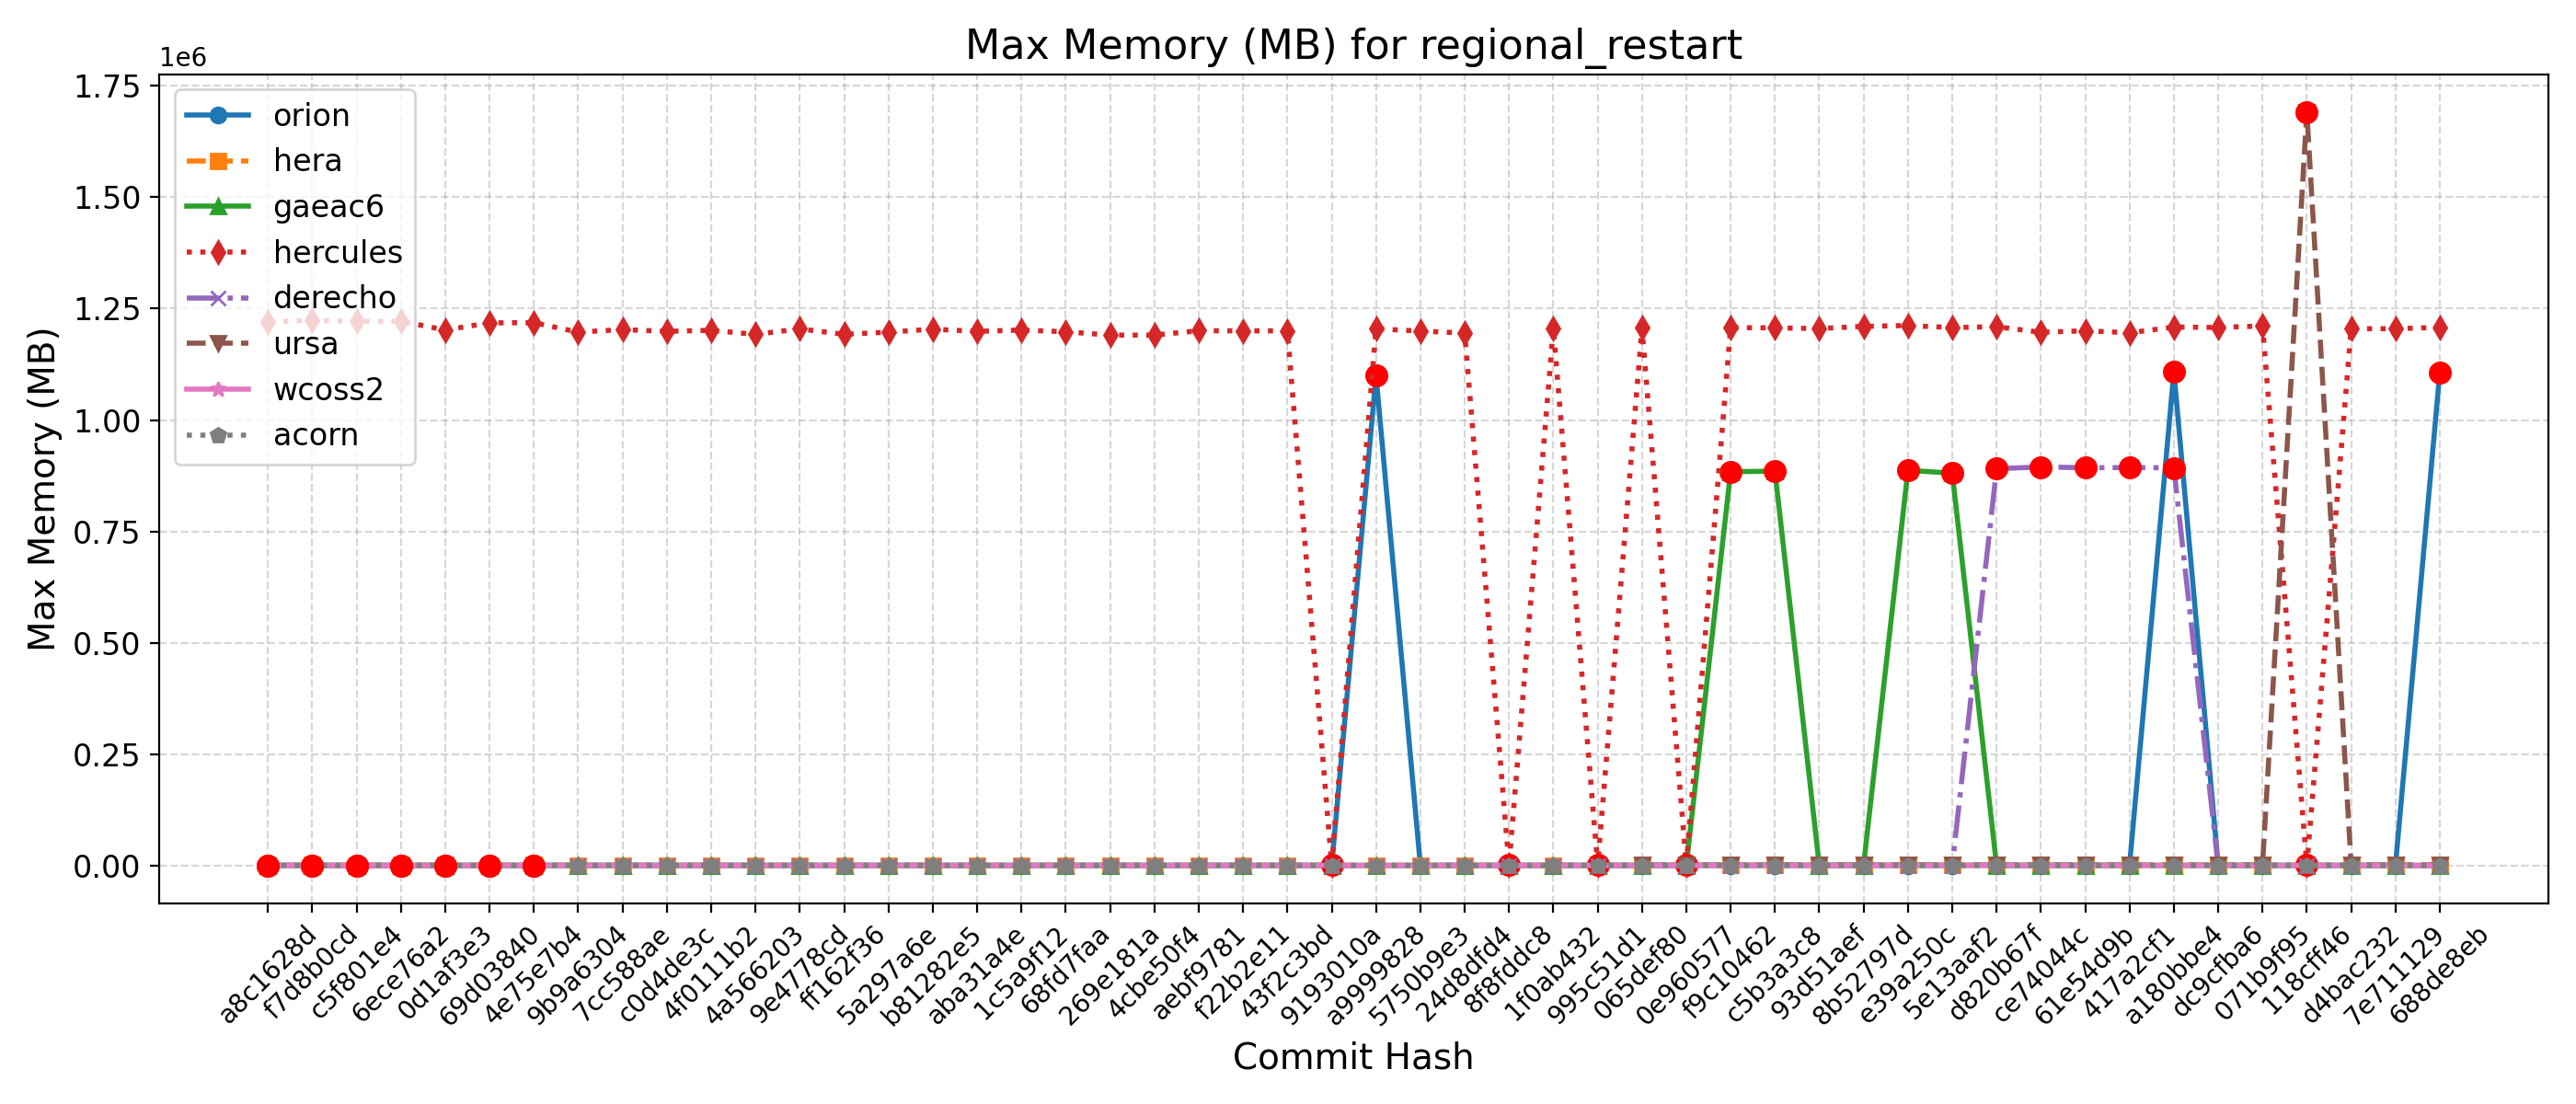 Max Memory (MB) for regional_restart
1e6
1.75
1.50
1.25
1.00
0.75
0.50
0.25
0.00
Max Memory (MB)
orion
hera
gaeac6
hercules
derecho
ursa
wcoss2
acorn
a8c1628d
f7d8b0cd
c5f801e4
6ece76a2
0d1af3e3
69d03840
4e75e7b4
9b9a6304
7cc588ae
c0d4de3c
4f0111b2
4a566203
9e4778cd
ff162f36
5a297a6e
b81282e5
aba31a4e
1c5a9f12
68fd7faa
269e181a
4cbe50f4
aebf9781
f22b2e11
43f2c3bd
9193010a
a9999828
5750b9e3
24d8dfd4
8f8fddc8
1f0ab432
995c51d1
065def80
0e960577
f9c10462
c5b3a3c8
93d51aef
8b52797d
e39a250c
5e13aaf2
d820b67f
ce74044c
61e54d9b
417a2cf1
a180bbe4
dc9cfba6
071b9f95
118cff46
d4bac232
7e711129
688de8eb
Commit Hash